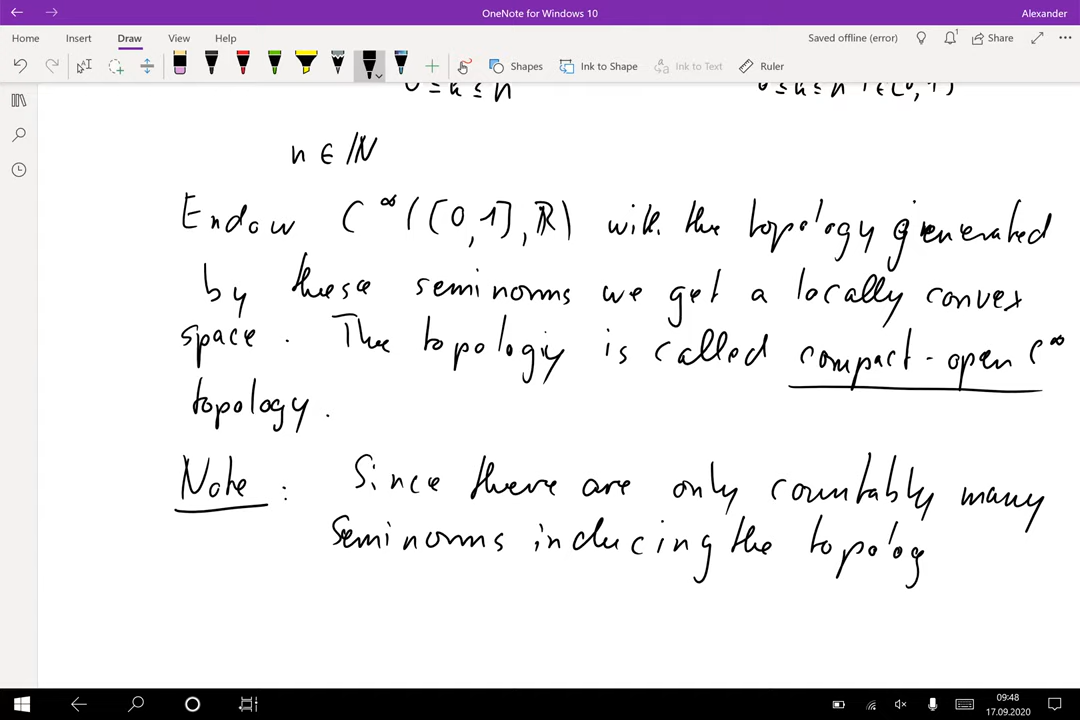 OneNote for Windows 10
Alexander
Home Insert Draw View Help
Saved offline (error)
Share
Shapes
Ink to Shape
Ink to Text
Ruler
n ∈ ℕ
Endow C^∞([0,1],ℝ) with the topology generated
by these seminorms we get a locally convex
space. The topology is called compact-open C^∞
topology.
Note: Since there are only countably many
seminorms inducing the topolog
09:48
17.09.2020